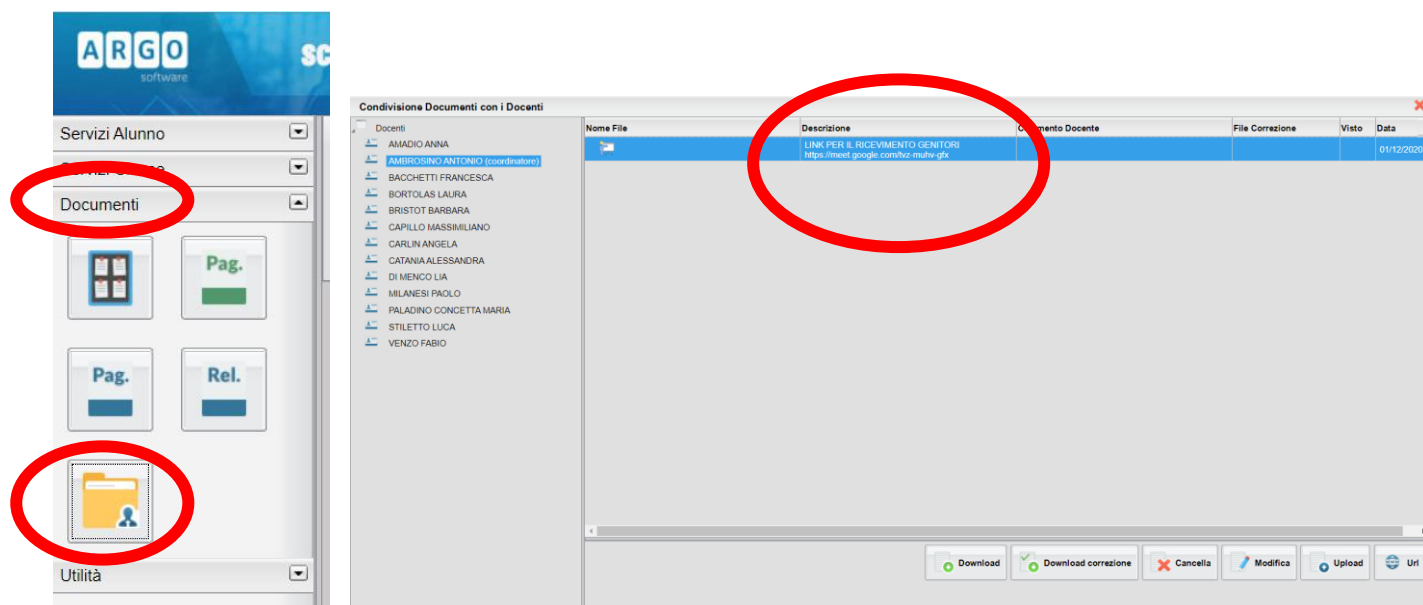 ARGO
software
SC
Servizi Alunno
Documenti
Pag.
Pag.
Rel.
Utilità
Condivisione Documenti con i Docenti
Docenti
AMADIO ANNA
AMBROSINO ANTONIO (coordinatore)
BACCHETTI FRANCESCA
BORTOLAS LAURA
BRISTOT BARBARA
CAPILLO MASSIMILIANO
CARLIN ANGELA
CATANIA ALESSANDRA
DI MENCO LIA
MILANESI PAOLO
PALADINO CONCETTA MARIA
STILETTO LUCA
VENZO FABIO
Nome File Descrizione Docente File Correzione Visto Data
LINK PER IL RICEVIMENTO GENITORI
https://meet.google.com/tvz-muhv-gfx
01/12/2020
Download Download correzione Cancella Modifica Upload Url